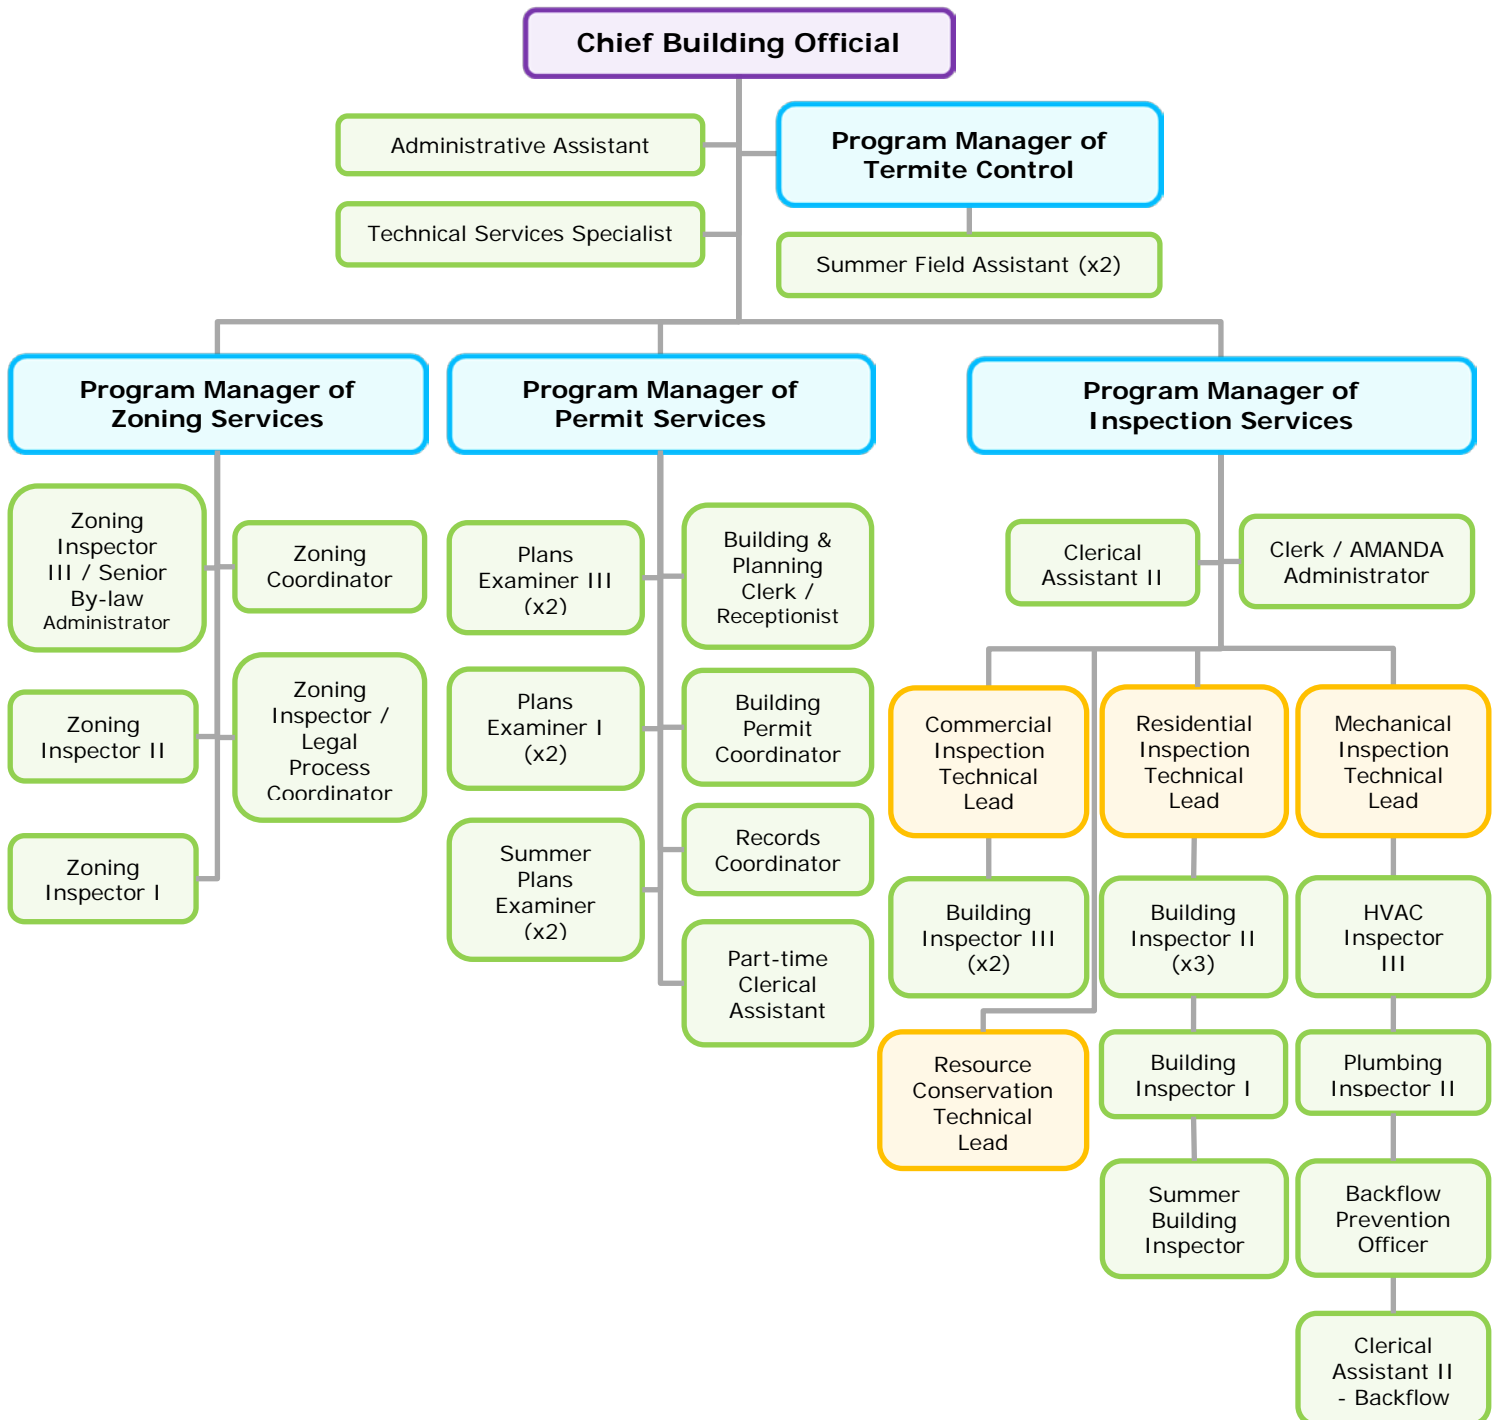 Chief Building Official
Administrative Assistant
Program Manager of
Termite Control
Technical Services Specialist
Summer Field Assistant (x2)
Program Manager of
Zoning Services
Program Manager of
Permit Services
Program Manager of
Inspection Services
Zoning
Inspector
III / Senior
By-law
Administrator
Zoning
Coordinator
Zoning
Inspector II
Zoning
Inspector /
Legal
Process
Coordinator
Zoning
Inspector I
Plans
Examiner III
(x2)
Building &
Planning
Clerk /
Receptionist
Plans
Examiner I
(x2)
Building
Permit
Coordinator
Summer
Plans
Examiner
(x2)
Records
Coordinator
Part-time
Clerical
Assistant
Clerical
Assistant II
Clerk / AMANDA
Administrator
Commercial
Inspection
Technical
Lead
Residential
Inspection
Technical
Lead
Mechanical
Inspection
Technical
Lead
Building
Inspector III
(x2)
Building
Inspector II
(x3)
HVAC
Inspector
III
Resource
Conservation
Technical
Lead
Building
Inspector I
Plumbing
Inspector II
Summer
Building
Inspector
Backflow
Prevention
Officer
Clerical
Assistant II
- Backflow